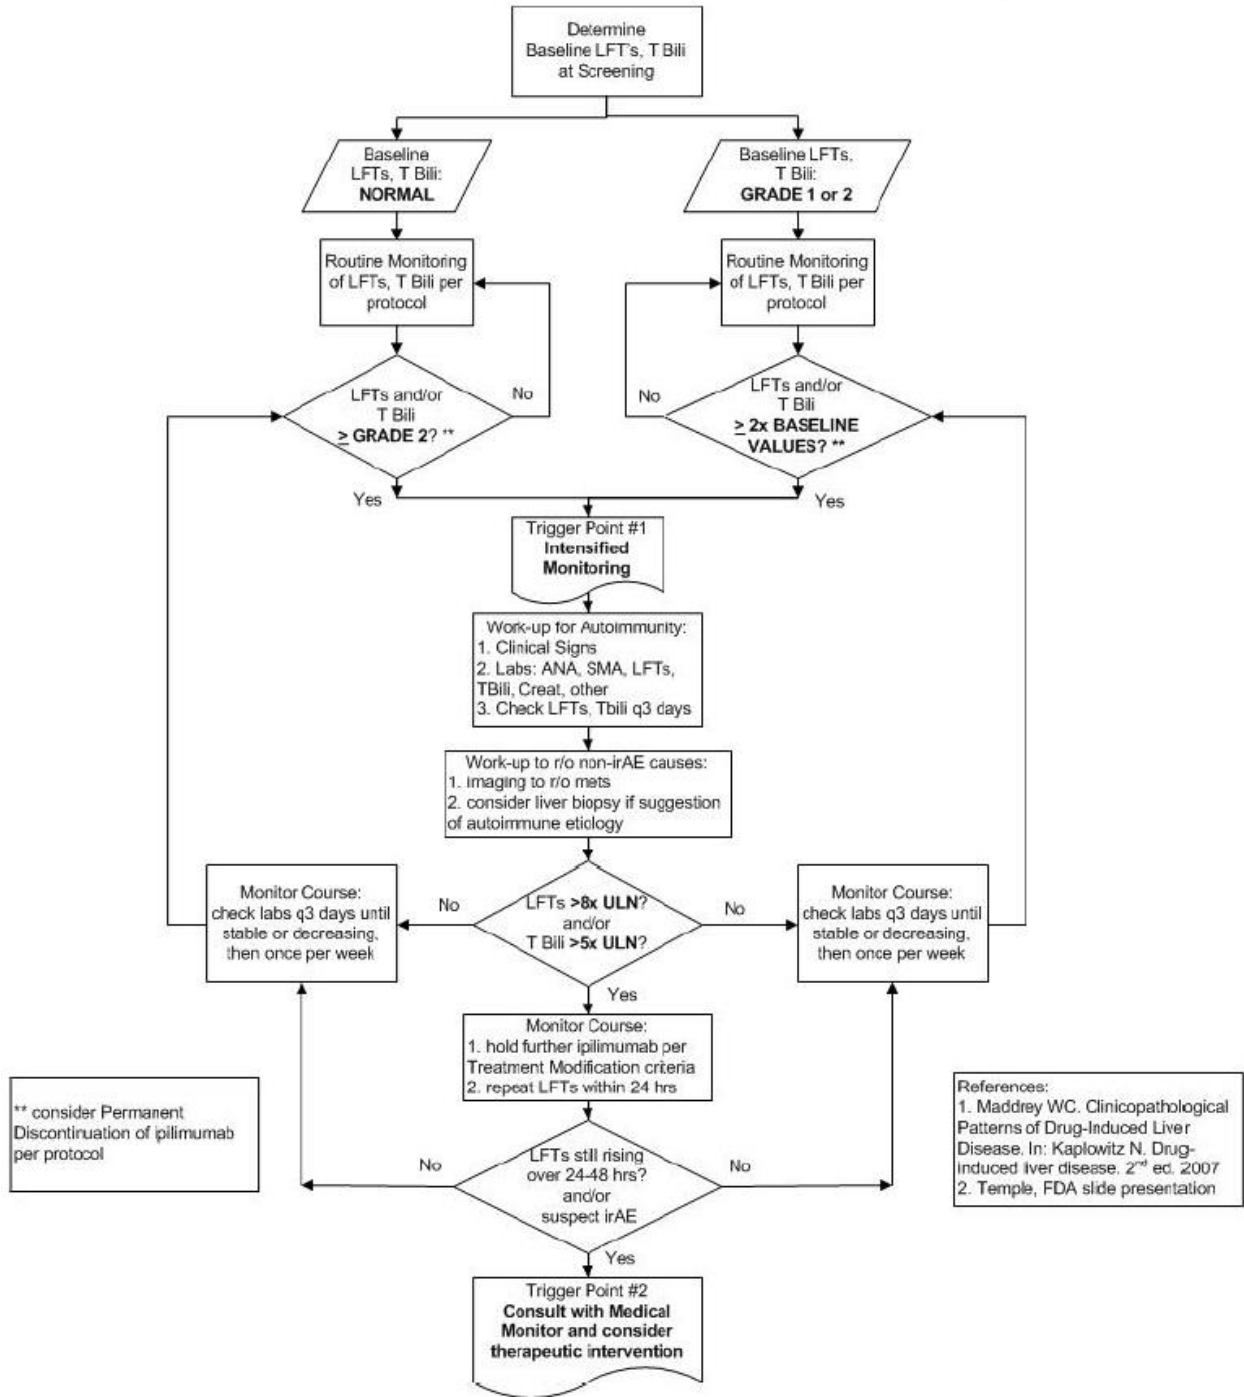 Determine
Baseline LFT's, T Bili
at Screening
Baseline
LFTs, T Bili:
NORMAL
Baseline LFTs,
T Bili:
GRADE 1 or 2
Routine Monitoring
of LFTs, T Bili per
protocol
Routine Monitoring
of LFTs, T Bili per
protocol
LFTs and/or
T Bili
≥ GRADE 2? **
No
Yes
No
LFTs and/or
T Bili
≥ 2x BASELINE
VALUES? **
Yes
Trigger Point #1
Intensified
Monitoring
Work-up for Autoimmunity:
1. Clinical Signs
2. Labs: ANA, SMA, LFTs,
TBili, Creat, other
3. Check LFTs, Tbili q3 days
Work-up to r/o non-irAE causes:
1. imaging to r/o mets
2. consider liver biopsy if suggestion
of autoimmune etiology
Monitor Course:
check labs q3 days until
stable or decreasing,
then once per week
No
LFTs >8x ULN?
and/or
T Bili >5x ULN?
No
Monitor Course:
check labs q3 days until
stable or decreasing,
then once per week
Yes
Monitor Course:
1. hold further ipilimumab per
Treatment Modification criteria
2. repeat LFTs within 24 hrs
** consider Permanent
Discontinuation of ipilimumab
per protocol
No
LFTs still rising
over 24-48 hrs?
and/or
suspect irAE
No
References:
1. Maddrey WC. Clinicopathological
Patterns of Drug-Induced Liver
Disease. In: Kaplowitz N. Drug-
induced liver disease. 2nd ed. 2007
2. Temple, FDA slide presentation
Yes
Trigger Point #2
Consult with Medical
Monitor and consider
therapeutic intervention